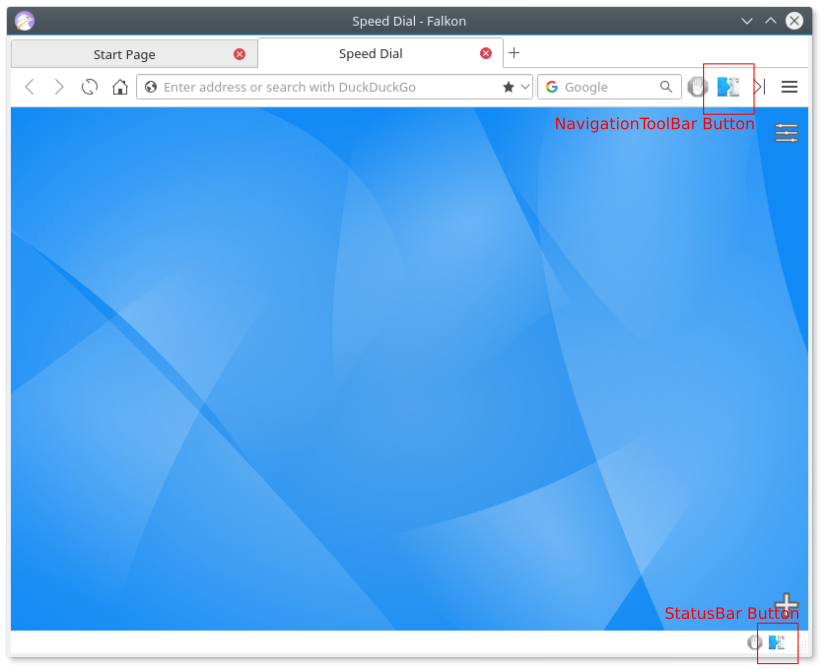 Speed Dial - Falkon
Start Page
Speed Dial
Enter address or search with DuckDuckGo
Google
NavigationToolBar Button
StatusBar Button